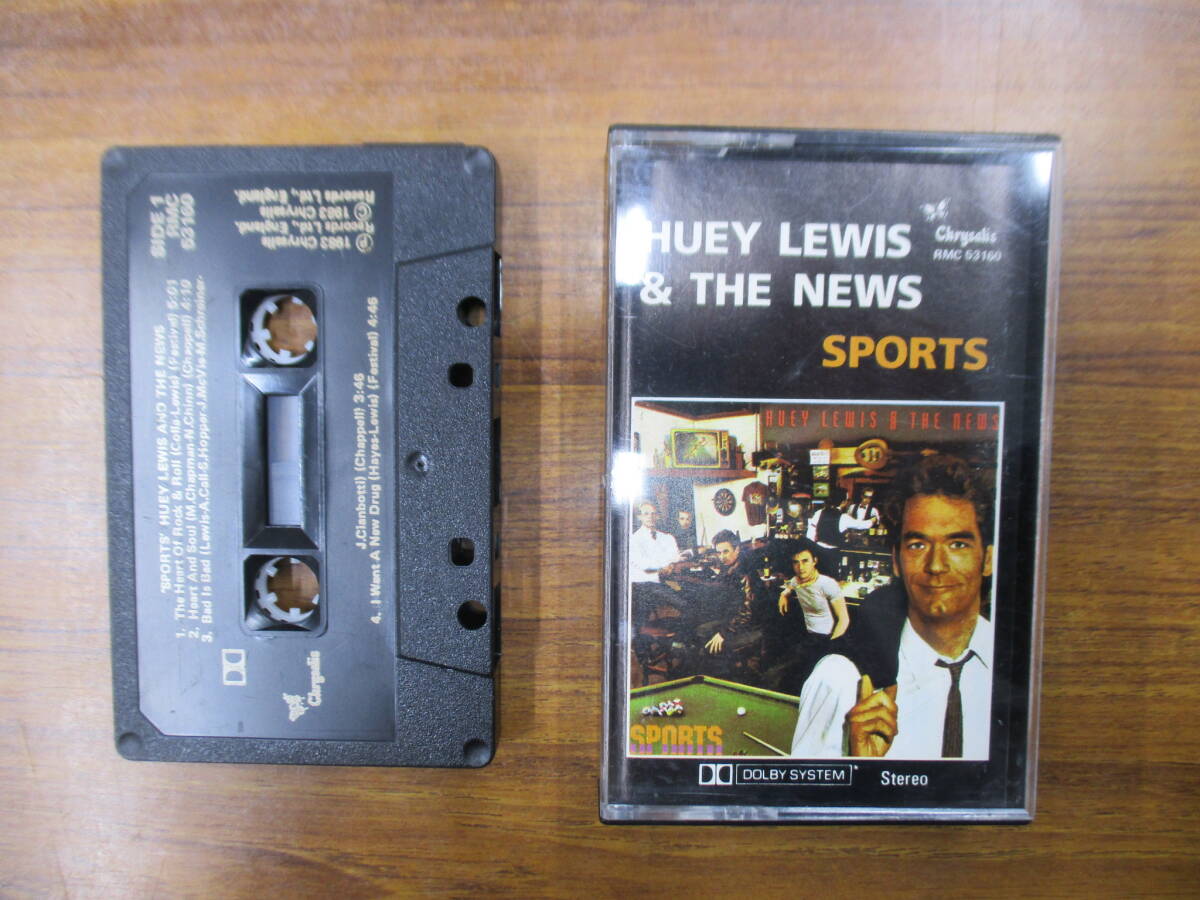 SIDE 1
RMC
53160
℗
1983 Chrysalis
Records Ltd., England.
©
1983 Chrysalis
Records Ltd., England.
'SPORTS' HUEY LEWIS AND THE NEWS
1. The Heart Of Rock & Roll (Colla-Lewis) (Festival) 5:01
2. Heart And Soul (M.Chapman-N.Chinn) (Chappell) 4:10
3. Bad Is Bad (Lewis-A.Call-S.Hopper-J.McVie-M.Schreiner-
J.Cianbotti) (Chappell) 3:46
4. I Want A New Drug (Hayes-Lewis) (Festival) 4:46
Chrysalis
HUEY LEWIS
& THE NEWS
Chrysalis
RMC 53160
SPORTS
HUEY LEWIS & THE NEWS
SPORTS
DOLBY SYSTEM
Stereo